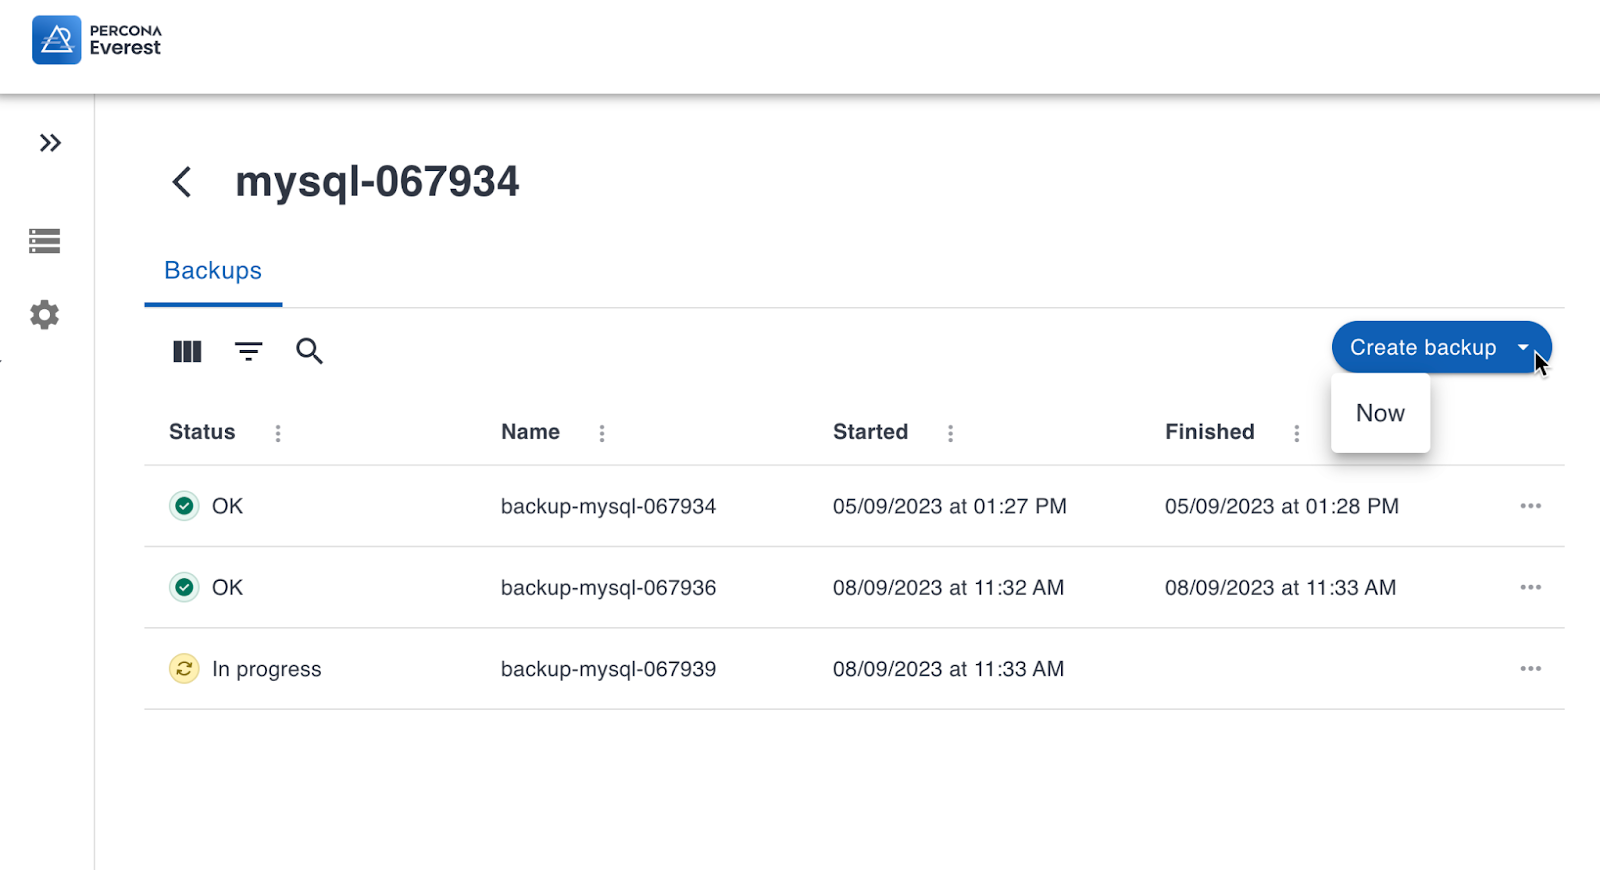 PERCONA
Everest
mysql-067934
Backups
Create backup
Now
Status Name Started Finished
OK backup-mysql-067934 05/09/2023 at 01:27 PM 05/09/2023 at 01:28 PM
OK backup-mysql-067936 08/09/2023 at 11:32 AM 08/09/2023 at 11:33 AM
In progress backup-mysql-067939 08/09/2023 at 11:33 AM